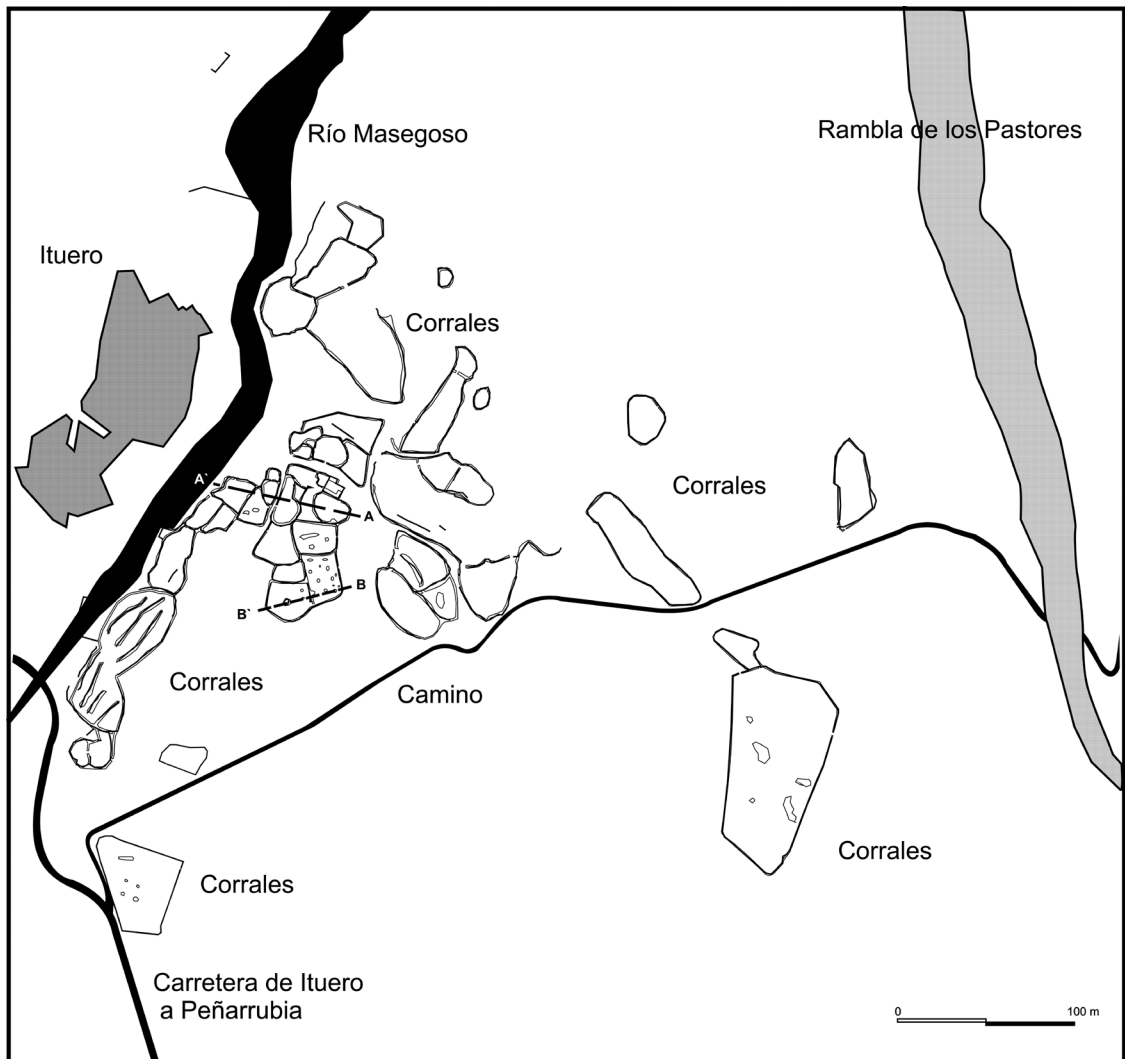 Río Masegoso
Rambla de los Pastores
Ituero
Corrales
A`
A
Corrales
B
B`
Corrales
Camino
Corrales
Corrales
Carretera de Ituero
a Peñarrubia
0
100 m